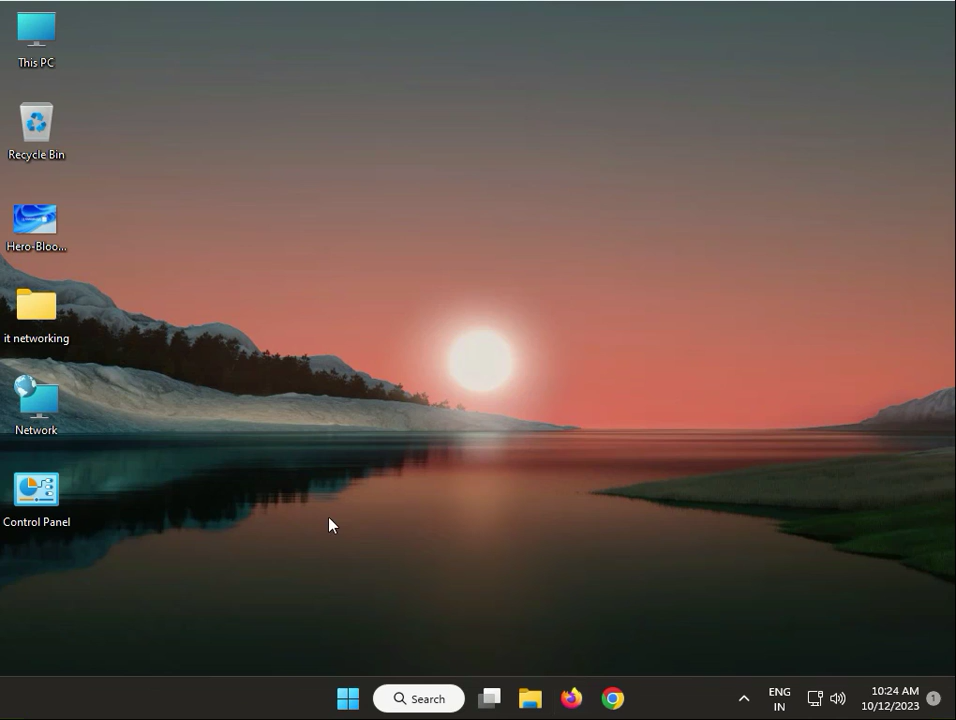 This PC
Recycle Bin
Hero-Bloo...
it networking
Network
Control Panel
Search
ENG
IN
10:24 AM
10/12/2023
1